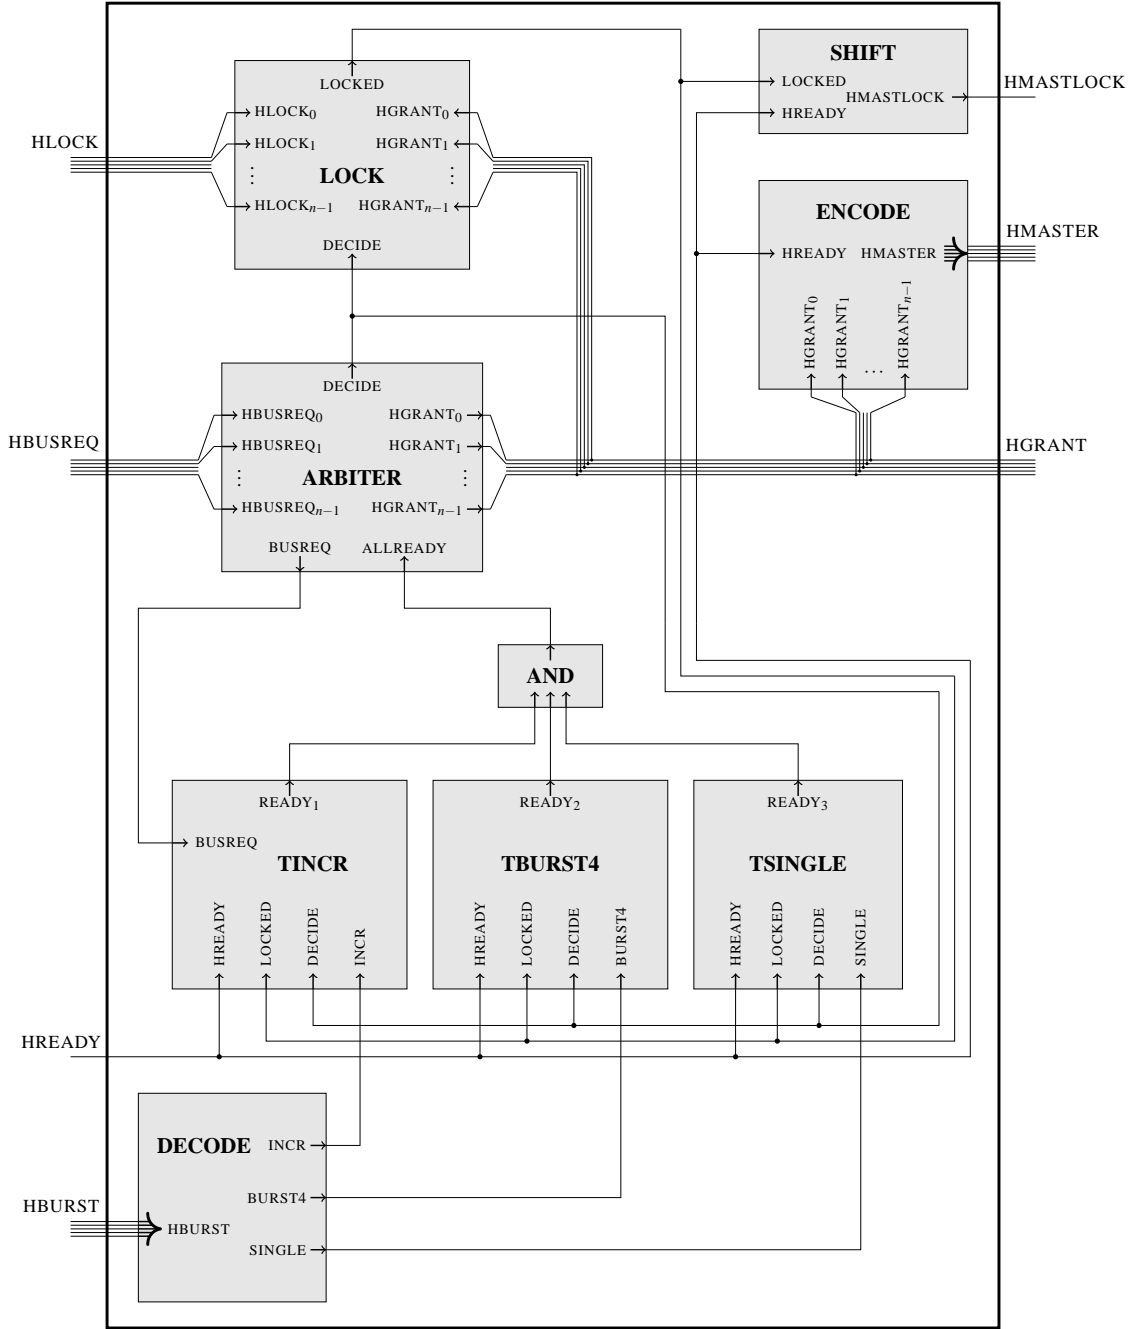 SHIFT
LOCKED
HMASTLOCK
HREADY
HMASTLOCK
LOCKED
HLOCK
HLOCK₀
HGRANT₀
HLOCK₁
HGRANT₁
⋮
LOCK
⋮
HLOCKₙ₋₁
HGRANTₙ₋₁
DECIDE
ENCODE
HREADY
HMASTER
HMASTER
HGRANT₀
HGRANT₁
...
HGRANTₙ₋₁
DECIDE
HBUSREQ
HBUSREQ₀
HGRANT₀
HBUSREQ₁
HGRANT₁
⋮
ARBITER
⋮
HBUSREQₙ₋₁
HGRANTₙ₋₁
BUSREQ
ALLREADY
HGRANT
AND
READY₁
BUSREQ
TINCR
HREADY
LOCKED
DECIDE
INCR
READY₂
TBURST4
HREADY
LOCKED
DECIDE
BURST4
READY₃
TSINGLE
HREADY
LOCKED
DECIDE
SINGLE
HREADY
DECODE
INCR
BURST4
HBURST
HBURST
SINGLE